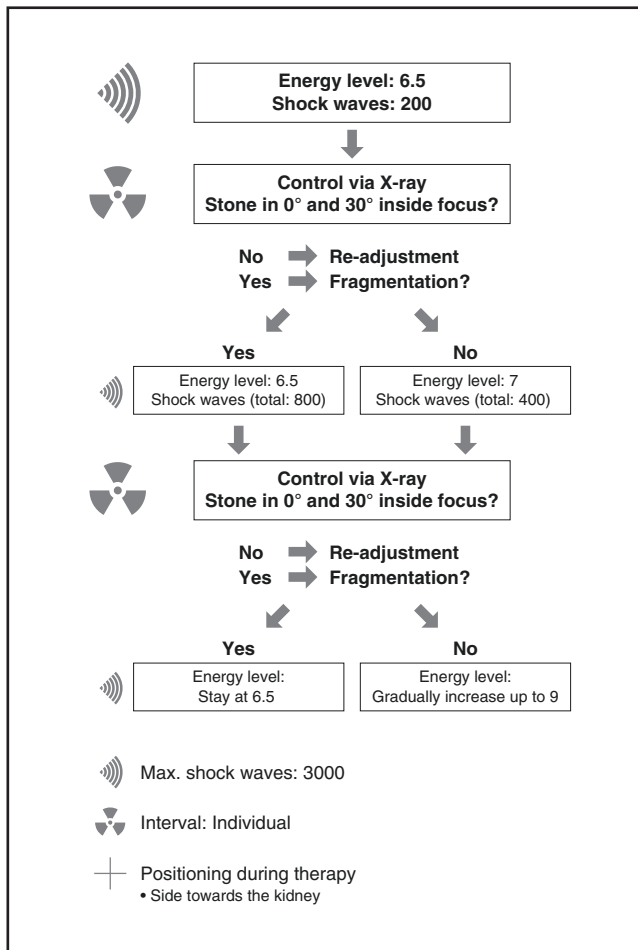 Energy level: 6.5
Shock waves: 200
Control via X-ray
Stone in 0° and 30° inside focus?
No Re-adjustment
Yes Fragmentation?
Yes No
Energy level: 6.5
Shock waves (total: 800)
Energy level: 7
Shock waves (total: 400)
Control via X-ray
Stone in 0° and 30° inside focus?
No Re-adjustment
Yes Fragmentation?
Yes No
Energy level:
Stay at 6.5
Energy level:
Gradually increase up to 9
Max. shock waves: 3000
Interval: Individual
Positioning during therapy
• Side towards the kidney